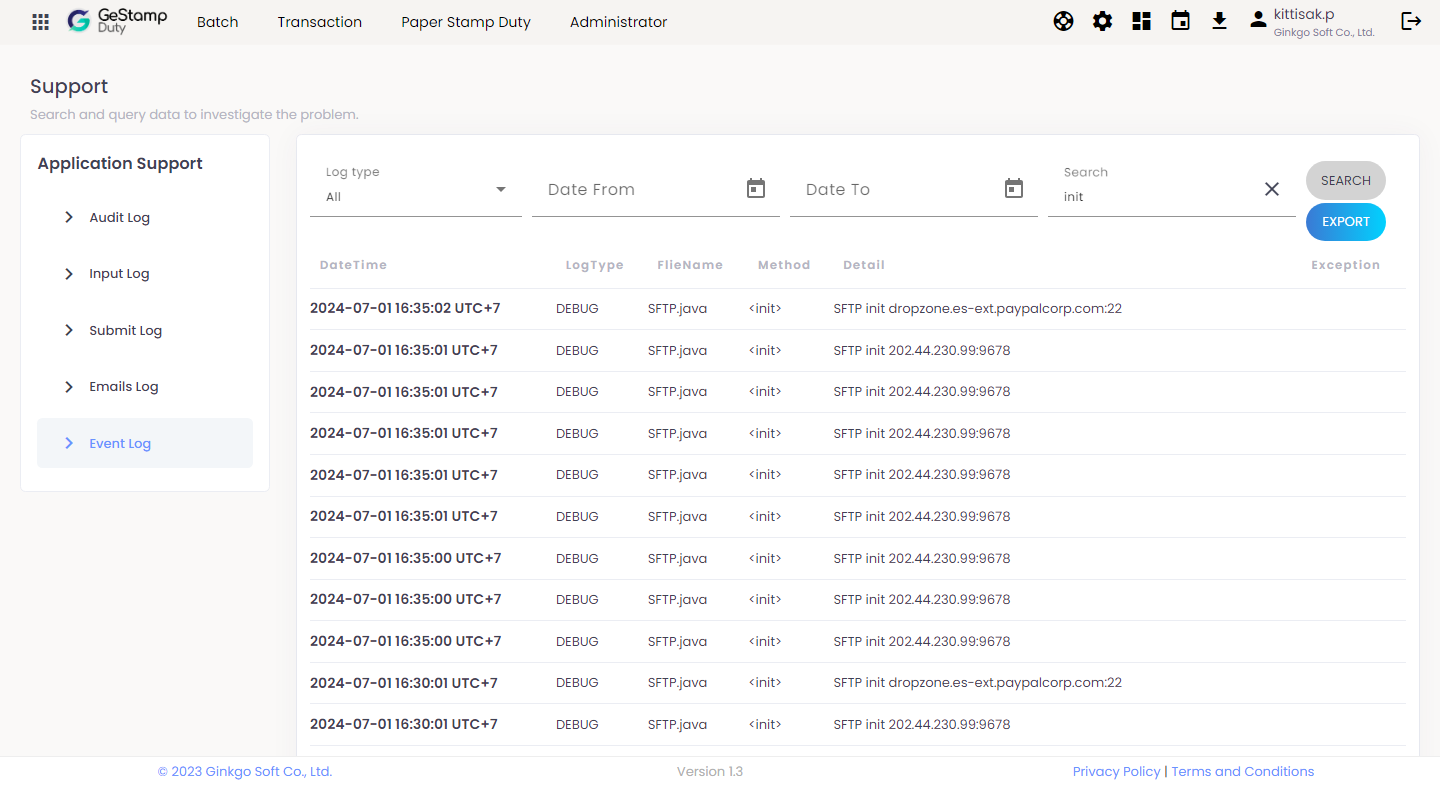 GeStamp Duty Batch Transaction Paper Stamp Duty Administrator kittisak.p
Ginkgo Soft Co., Ltd.
Support
Search and query data to investigate the problem.
Application Support
Audit Log
Input Log
Submit Log
Emails Log
Event Log
Log type
All
Date From
Date To
Search
init
SEARCH
EXPORT
DateTime LogType FlieName Method Detail Exception
2024-07-01 16:35:02 UTC+7 DEBUG SFTP.java <init> SFTP init dropzone.es-ext.paypalcorp.com:22
2024-07-01 16:35:01 UTC+7 DEBUG SFTP.java <init> SFTP init 202.44.230.99:9678
2024-07-01 16:35:01 UTC+7 DEBUG SFTP.java <init> SFTP init 202.44.230.99:9678
2024-07-01 16:35:01 UTC+7 DEBUG SFTP.java <init> SFTP init 202.44.230.99:9678
2024-07-01 16:35:01 UTC+7 DEBUG SFTP.java <init> SFTP init 202.44.230.99:9678
2024-07-01 16:35:01 UTC+7 DEBUG SFTP.java <init> SFTP init 202.44.230.99:9678
2024-07-01 16:35:00 UTC+7 DEBUG SFTP.java <init> SFTP init 202.44.230.99:9678
2024-07-01 16:35:00 UTC+7 DEBUG SFTP.java <init> SFTP init 202.44.230.99:9678
2024-07-01 16:35:00 UTC+7 DEBUG SFTP.java <init> SFTP init 202.44.230.99:9678
2024-07-01 16:30:01 UTC+7 DEBUG SFTP.java <init> SFTP init dropzone.es-ext.paypalcorp.com:22
2024-07-01 16:30:01 UTC+7 DEBUG SFTP.java <init> SFTP init 202.44.230.99:9678
© 2023 Ginkgo Soft Co., Ltd. Version 1.3 Privacy Policy | Terms and Conditions